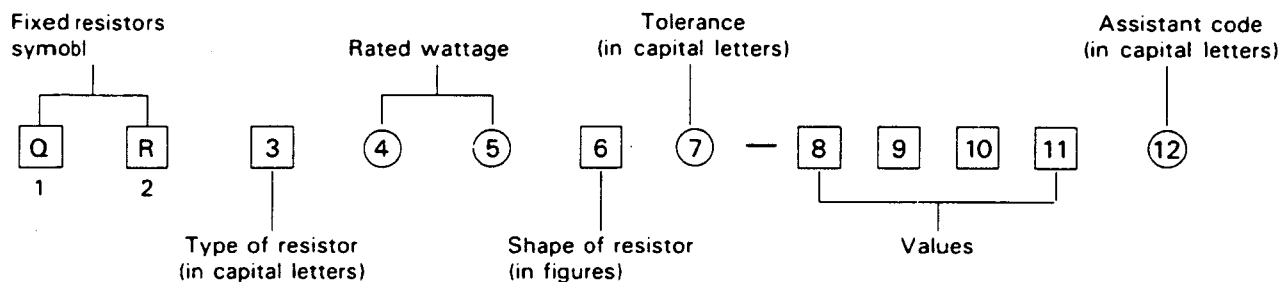 Fixed resistors
symobl
Rated wattage
Tolerance
(in capital letters)
Assistant code
(in capital letters)
Q R 3 4 5 6 7 — 8 9 10 11 12
1 2
Type of resistor
(in capital letters)
Shape of resistor
(in figures)
Values